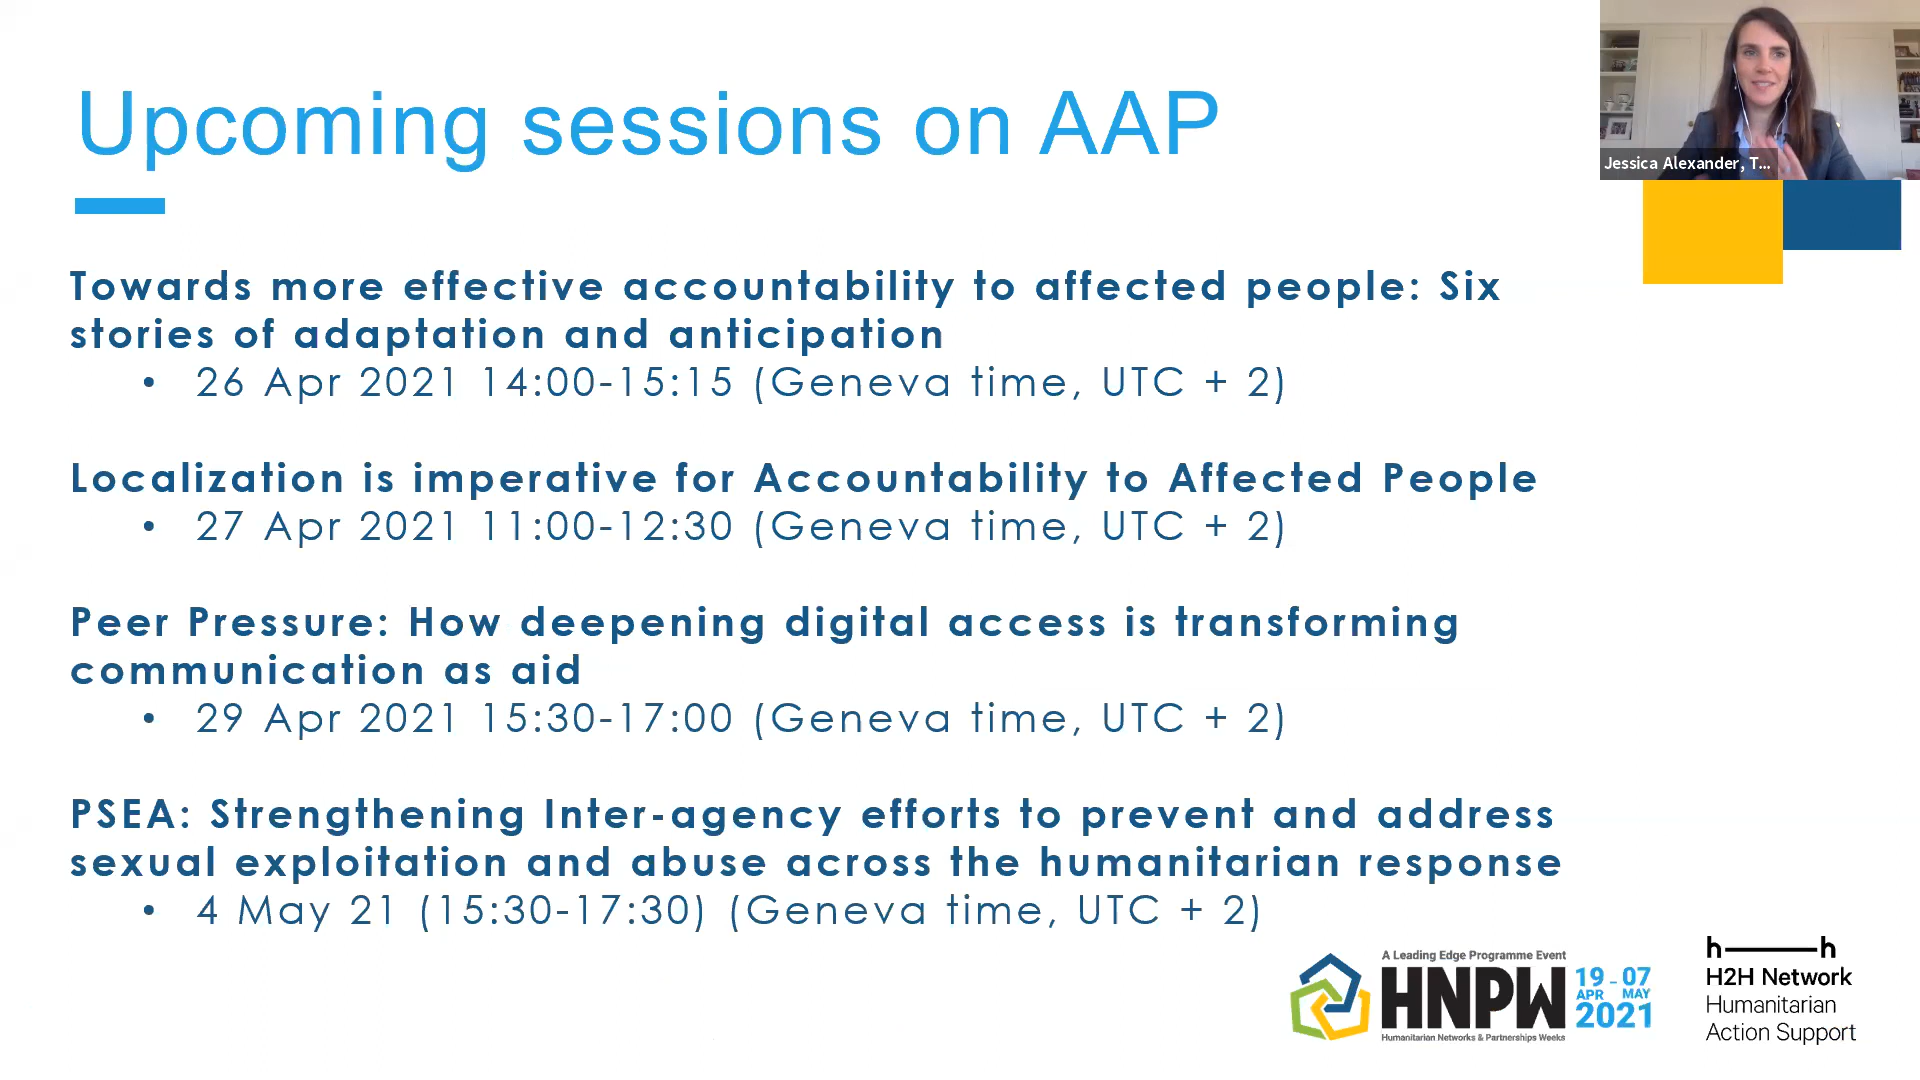 Upcoming sessions on AAP
Jessica Alexander, T...
Towards more effective accountability to affected people: Six
stories of adaptation and anticipation
• 26 Apr 2021 14:00-15:15 (Geneva time, UTC + 2)
Localization is imperative for Accountability to Affected People
• 27 Apr 2021 11:00-12:30 (Geneva time, UTC + 2)
Peer Pressure: How deepening digital access is transforming
communication as aid
• 29 Apr 2021 15:30-17:00 (Geneva time, UTC + 2)
PSEA: Strengthening Inter-agency efforts to prevent and address
sexual exploitation and abuse across the humanitarian response
• 4 May 21 (15:30-17:30) (Geneva time, UTC + 2)
A Leading Edge Programme Event
HNPW
Humanitarian Networks & Partnerships Weeks
19 - 07
APR MAY
2021
h h
H2H Network
Humanitarian
Action Support